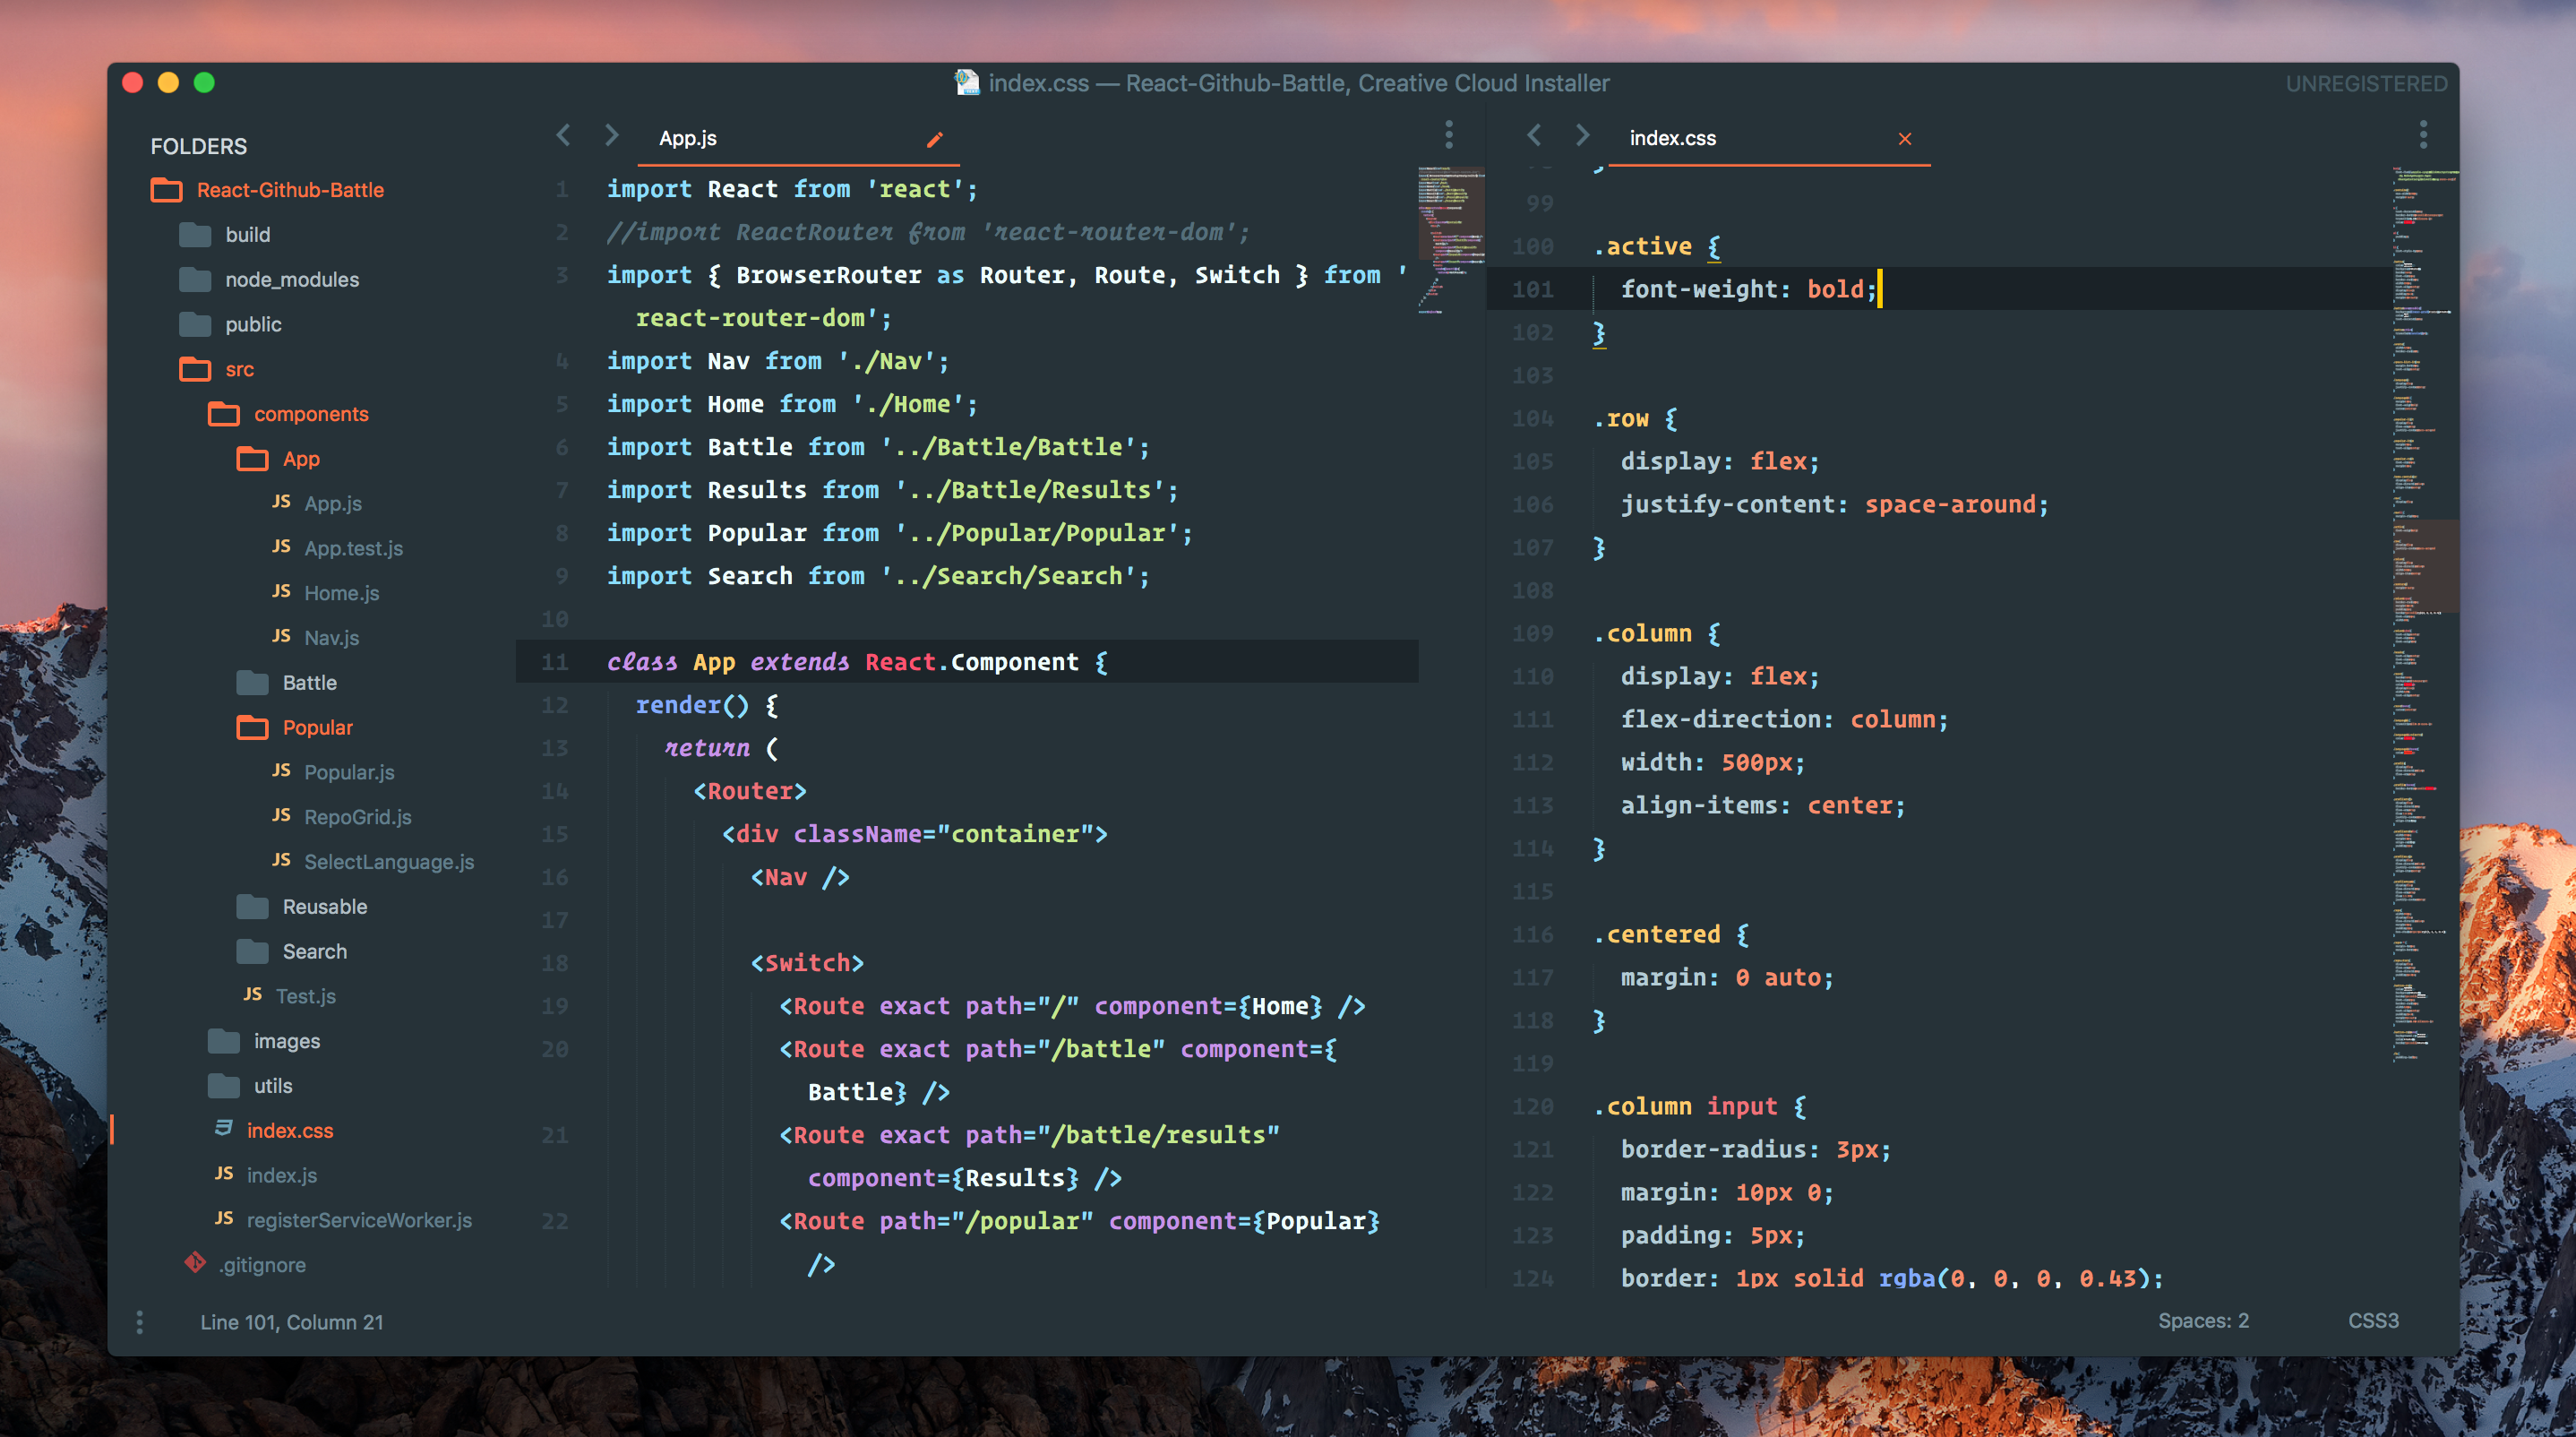 index.css — React-Github-Battle, Creative Cloud Installer
UNREGISTERED
FOLDERS
React-Github-Battle
build
node_modules
public
src
components
App
JS App.js
JS App.test.js
JS Home.js
JS Nav.js
Battle
Popular
JS Popular.js
JS RepoGrid.js
JS SelectLanguage.js
Reusable
Search
JS Test.js
images
utils
index.css
JS index.js
JS registerServiceWorker.js
.gitignore
App.js
1 import React from 'react';
2 //import ReactRouter from 'react-router-dom';
3 import { BrowserRouter as Router, Route, Switch } from '
react-router-dom';
4 import Nav from './Nav';
5 import Home from './Home';
6 import Battle from '../Battle/Battle';
7 import Results from '../Battle/Results';
8 import Popular from '../Popular/Popular';
9 import Search from '../Search/Search';
10
11 class App extends React.Component {
12 render() {
13 return (
14 <Router>
15 <div className="container">
16 <Nav />
17
18 <Switch>
19 <Route exact path="/" component={Home} />
20 <Route exact path="/battle" component={
Battle} />
21 <Route exact path="/battle/results"
component={Results} />
22 <Route path="/popular" component={Popular}
/>
index.css
99
100 .active {
101 font-weight: bold;
102 }
103
104 .row {
105 display: flex;
106 justify-content: space-around;
107 }
108
109 .column {
110 display: flex;
111 flex-direction: column;
112 width: 500px;
113 align-items: center;
114 }
115
116 .centered {
117 margin: 0 auto;
118 }
119
120 .column input {
121 border-radius: 3px;
122 margin: 10px 0;
123 padding: 5px;
124 border: 1px solid rgba(0, 0, 0, 0.43);
Line 101, Column 21
Spaces: 2
CSS3